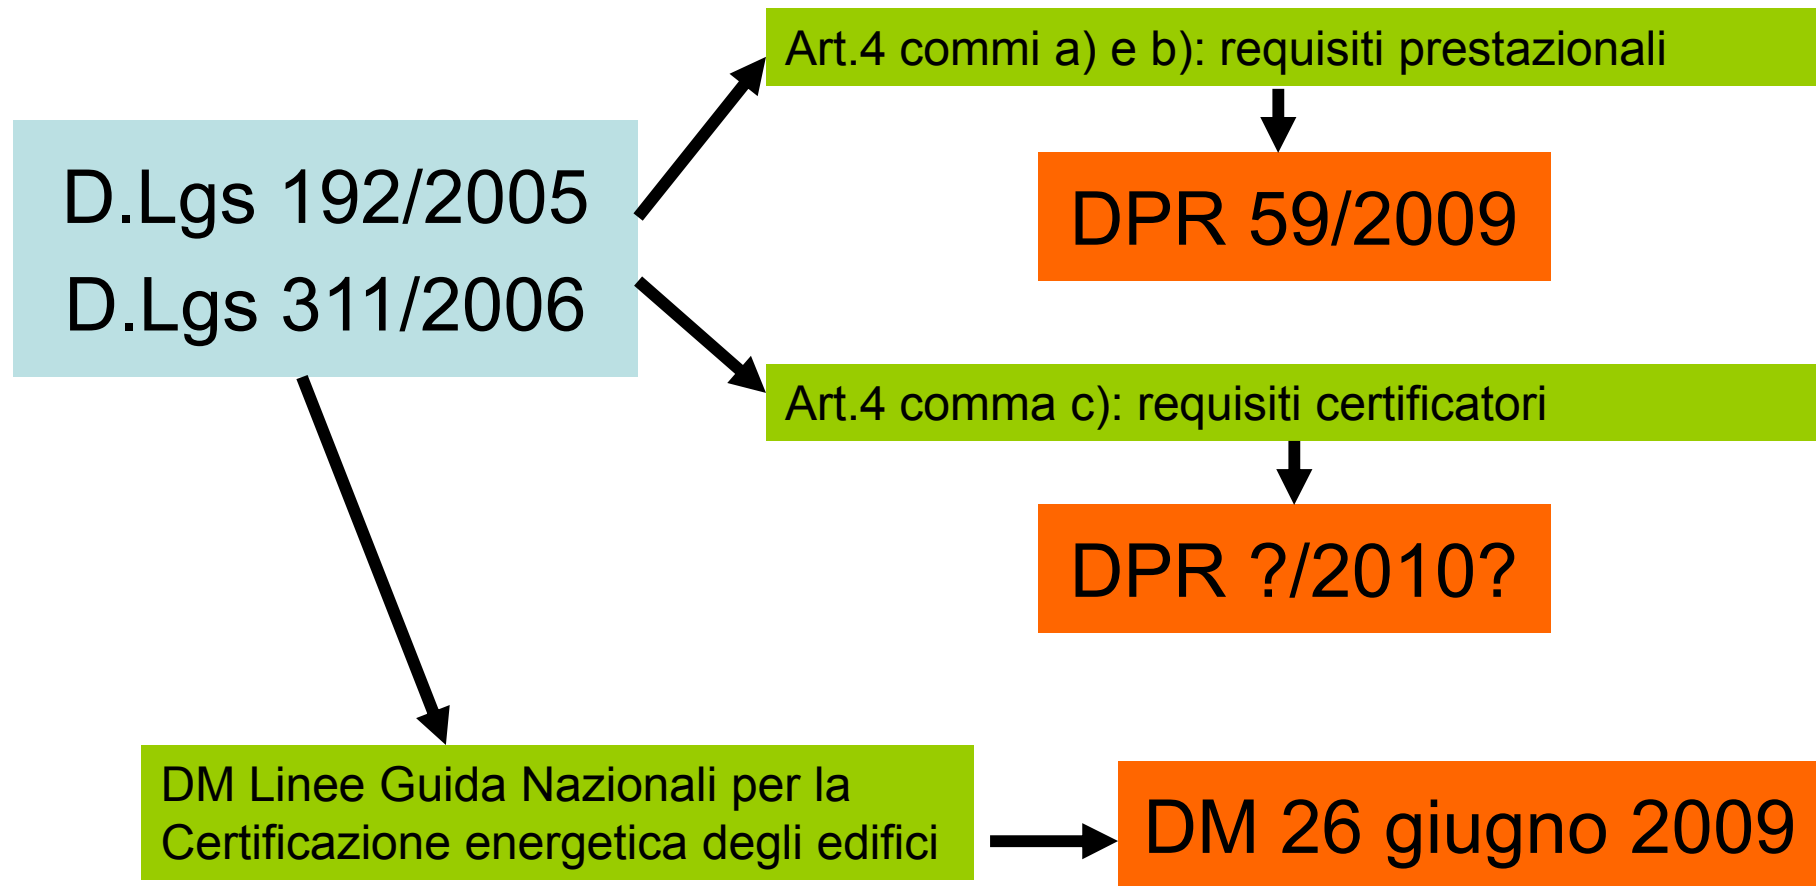 Art.4 commi a) e b): requisiti prestazionali
D.Lgs 192/2005
D.Lgs 311/2006
DPR 59/2009
Art.4 comma c): requisiti certificatori
DPR ?/2010?
DM Linee Guida Nazionali per la
Certificazione energetica degli edifici
DM 26 giugno 2009